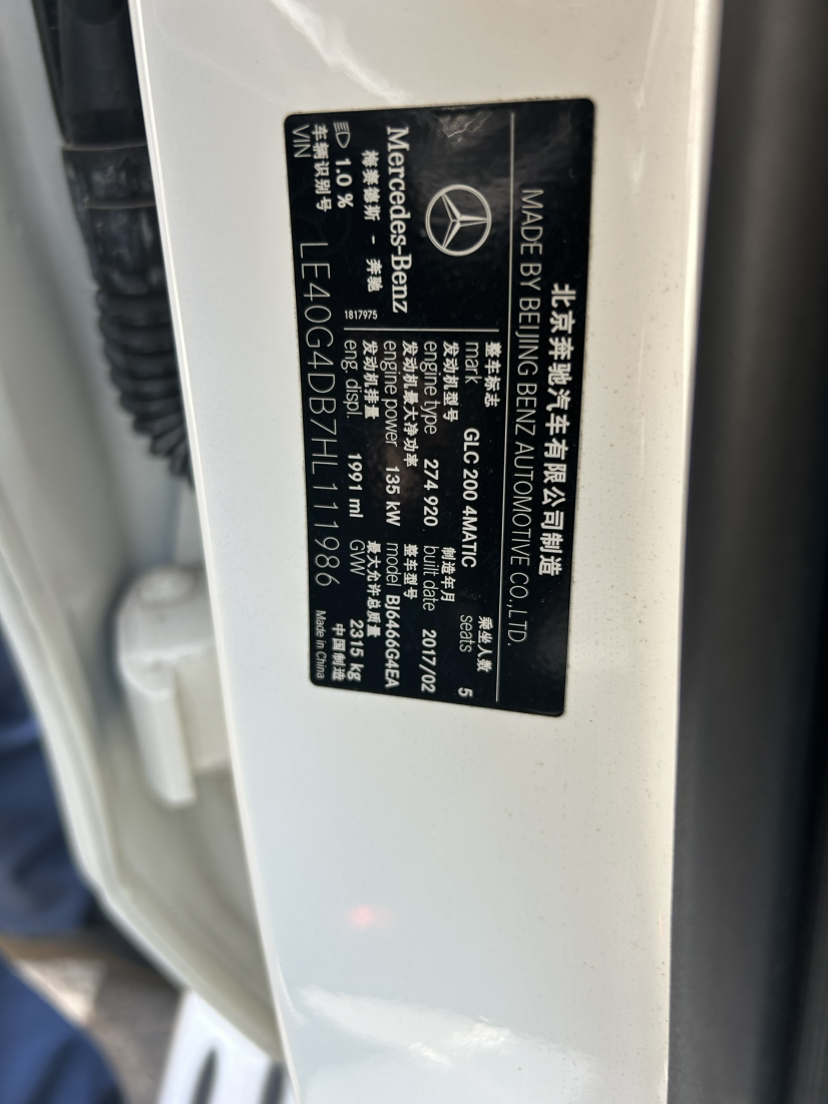 北京奔驰汽车有限公司制造
MADE BY BEIJING BENZ AUTOMOTIVE CO.,LTD.
Mercedes-Benz
梅赛德斯 - 奔驰
1817975
1.0 %
整车标志
mark GLC 200 4MATIC
乘坐人数
seats 5
发动机型号
engine type 274 920
制造年月
built date 2017/02
发动机最大净功率
engine power 135 kW
整车型号
model BJ6466G4EA
发动机排量
eng. displ. 1991 ml
最大允许总质量
GVW 2315 kg
车辆识别号
VIN LE40G4DB7HL111986
中国制造
Made in China